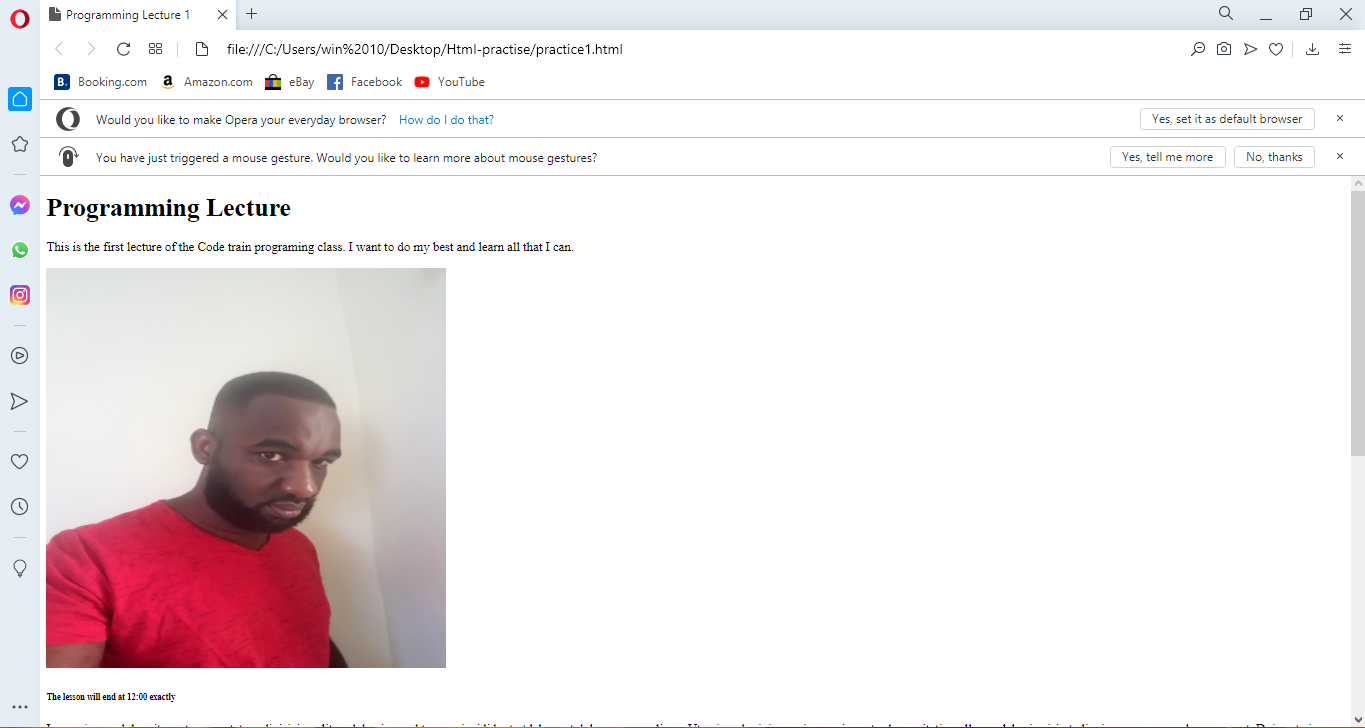 Programming Lecture 1
file:///C:/Users/win%2010/Desktop/Html-practise/practice1.html
B. Booking.com a Amazon.com eBay Facebook YouTube
Would you like to make Opera your everyday browser? How do I do that? Yes, set it as default browser
You have just triggered a mouse gesture. Would you like to learn more about mouse gestures? Yes, tell me more No, thanks
Programming Lecture
This is the first lecture of the Code train programing class. I want to do my best and learn all that I can.
The lesson will end at 12:00 exactly